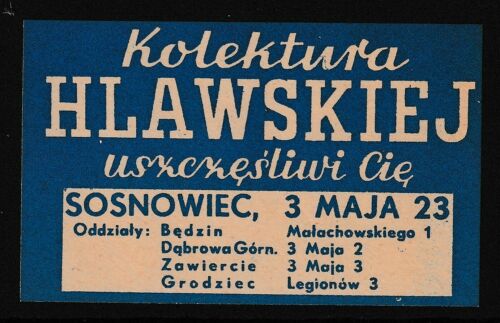 Kolektura
HLAWSKIEJ
uszczęśliwi Cię
SOSNOWIEC, 3 MAJA 23
Oddziały: Będzin Małachowskiego 1
Dąbrowa Górn. 3 Maja 2
Zawiercie 3 Maja 3
Grodziec Legionów 3